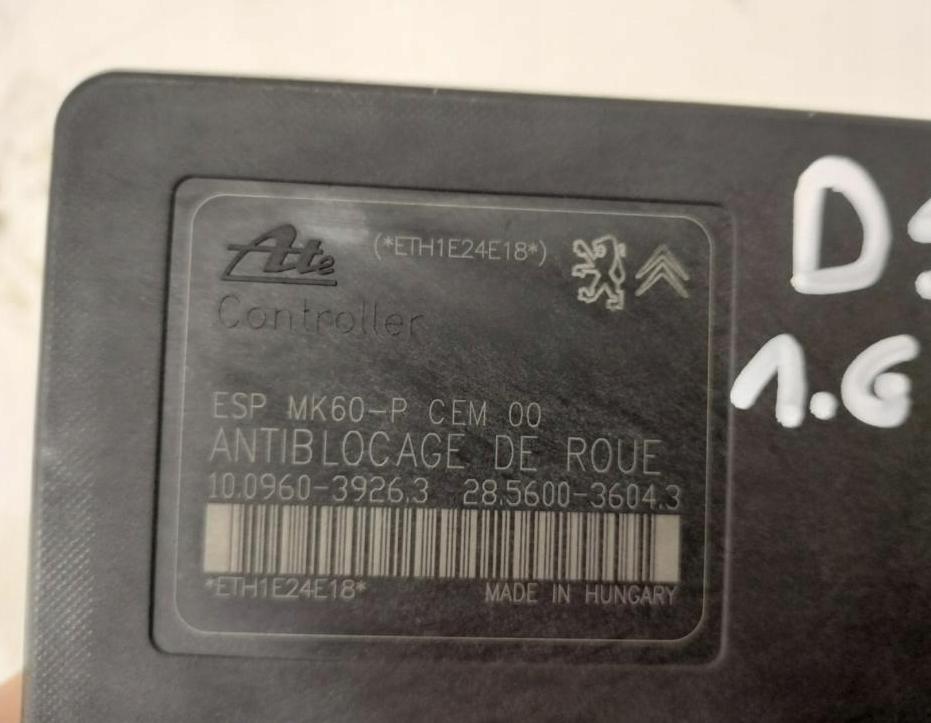 Ate (*ETH1E24E18*)
Controller
ESP MK60-P CEM 00
ANTIBLOCAGE DE ROUE
10.0960-3926.3 28.5600-3604.3
*ETH1E24E18* MADE IN HUNGARY
1.6